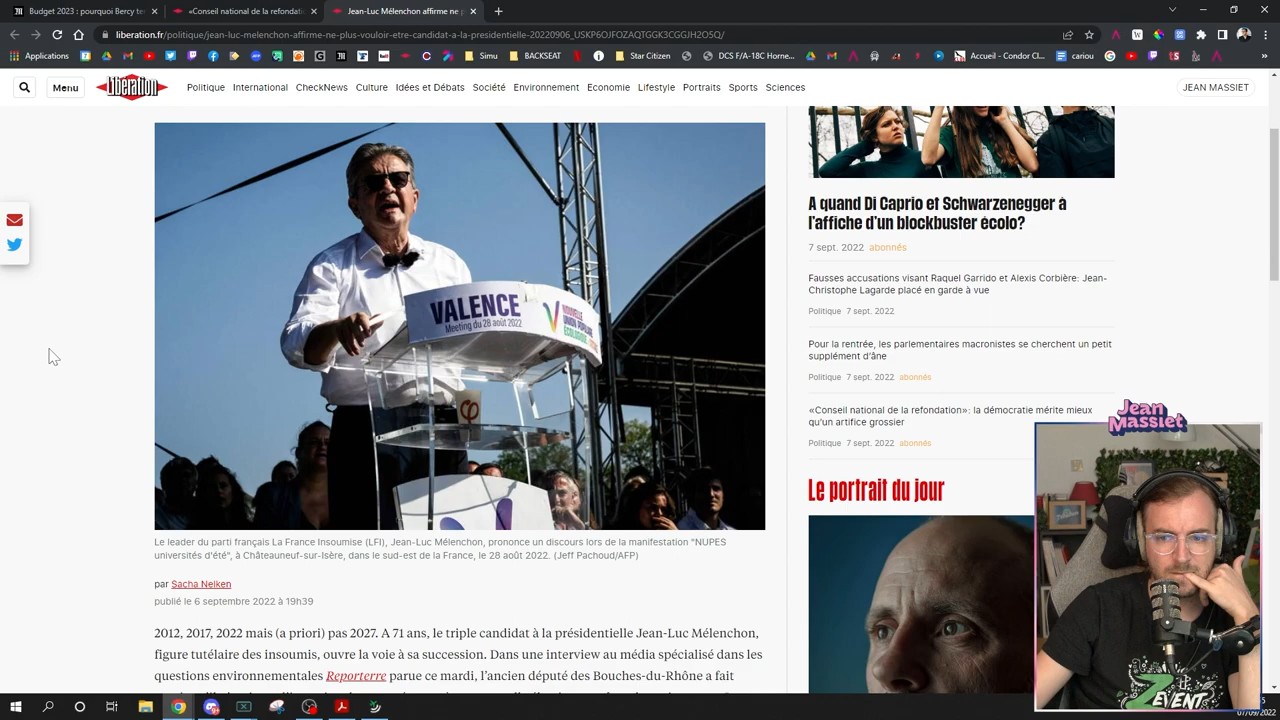 Budget 2023 : pourquoi Bercy ter
«Conseil national de la refondati
Jean-Luc Mélenchon affirme ne p
liberation.fr/politique/jean-luc-melenchon-affirme-ne-plus-vouloir-etre-candidat-a-la-presidentielle-20220906_USKP6OJFOZAQTGGK3CGGJH2O5Q/
Applications
Simu
BACKSEAT
Star Citizen
DCS F/A-18C Horne...
Accueil - Condor Cl...
cariou
Menu
Libération
Politique International CheckNews Culture Idées et Débats Société Environnement Economie Lifestyle Portraits Sports Sciences
JEAN MASSIET
VALENCE
Meeting du 28 août 2022
NOUVELLE
UNION POPULAIRE
ÉCOLOGIQUE
A quand Di Caprio et Schwarzenegger à
l'affiche d'un blockbuster écolo?
7 sept. 2022 abonnés
Fausses accusations visant Raquel Garrido et Alexis Corbière: Jean-
Christophe Lagarde placé en garde à vue
Politique 7 sept. 2022
Pour la rentrée, les parlementaires macronistes se cherchent un petit
supplément d'âne
Politique 7 sept. 2022 abonnés
«Conseil national de la refondation»: la démocratie mérite mieux
qu'un artifice grossier
Politique 7 sept. 2022 abonnés
Le portrait du jour
Jean
Massiet
Le leader du parti français La France Insoumise (LFI), Jean-Luc Mélenchon, prononce un discours lors de la manifestation "NUPES
universités d'été", à Châteauneuf-sur-Isère, dans le sud-est de la France, le 28 août 2022. (Jeff Pachoud/AFP)
par Sacha Nelken
publié le 6 septembre 2022 à 19h39
2012, 2017, 2022 mais (a priori) pas 2027. A 71 ans, le triple candidat à la présidentielle Jean-Luc Mélenchon,
figure tutélaire des insoumis, ouvre la voie à sa succession. Dans une interview au média spécialisé dans les
questions environnementales Reporterre parue ce mardi, l'ancien député des Bouches-du-Rhône a fait
ZEVENT
07/09/2022